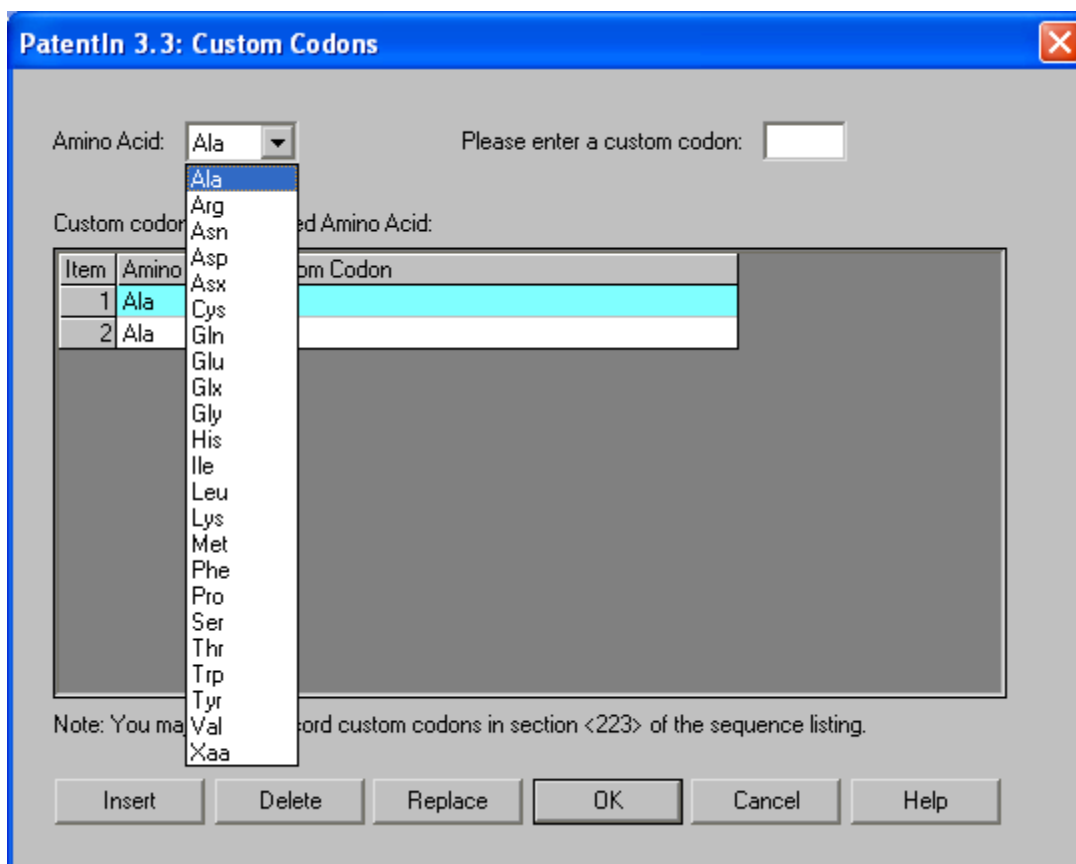 PatentIn 3.3: Custom Codons
Amino Acid: Ala Please enter a custom codon:
Ala
Arg
Custom codon ed Amino Acid:
Asn
Asp
Item Amino om Codon
Asx
1 Ala
Cys
2 Ala
Gln
Glu
Glx
Gly
His
Ile
Leu
Lys
Met
Phe
Pro
Ser
Thr
Trp
Tyr
Note: You ma cord custom codons in section <223> of the sequence listing.
Val
Xaa
Insert Delete Replace OK Cancel Help